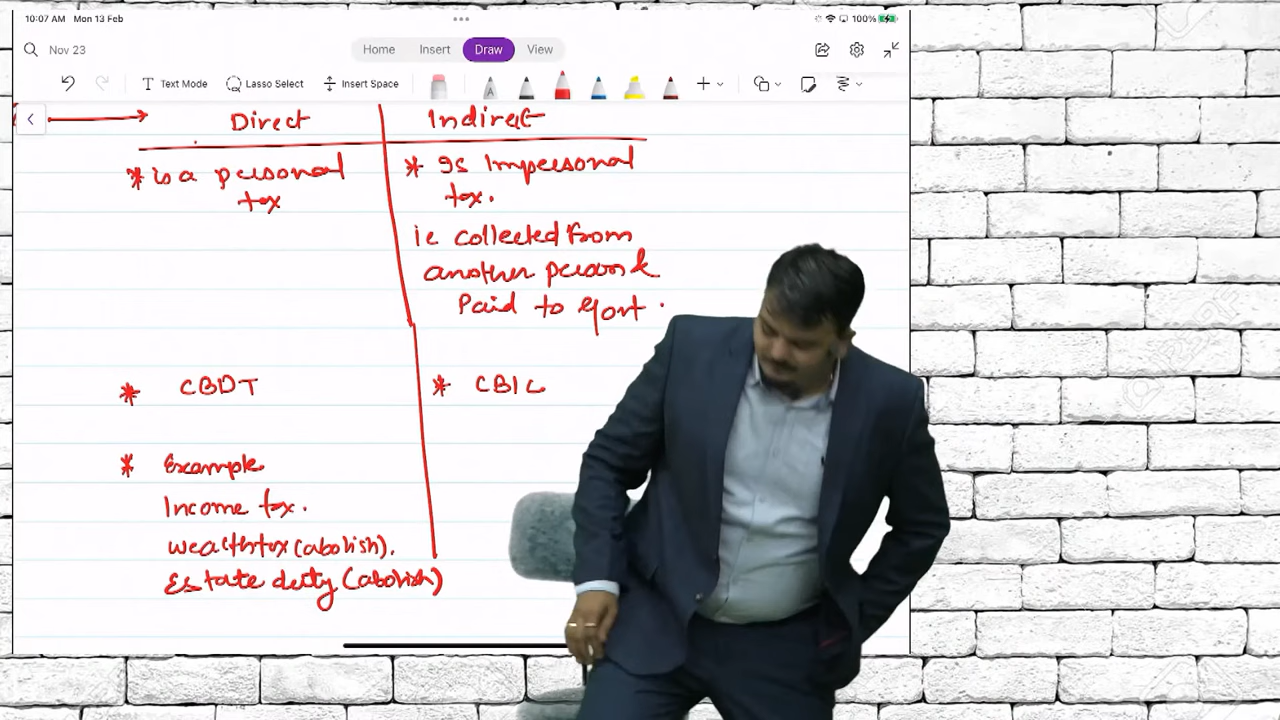 10:07 AM Mon 13 Feb
100%
Nov 23
Home Insert Draw View
Text Mode Lasso Select Insert Space
Direct
* is a personal
tax
* CBDT
* Example
Income tax.
wealthtax (abolish).
Estate duty (abolish)
Indirect
* Is Impersonal
tax.
ie collected from
another person &
Paid to Govt.
* CBIC